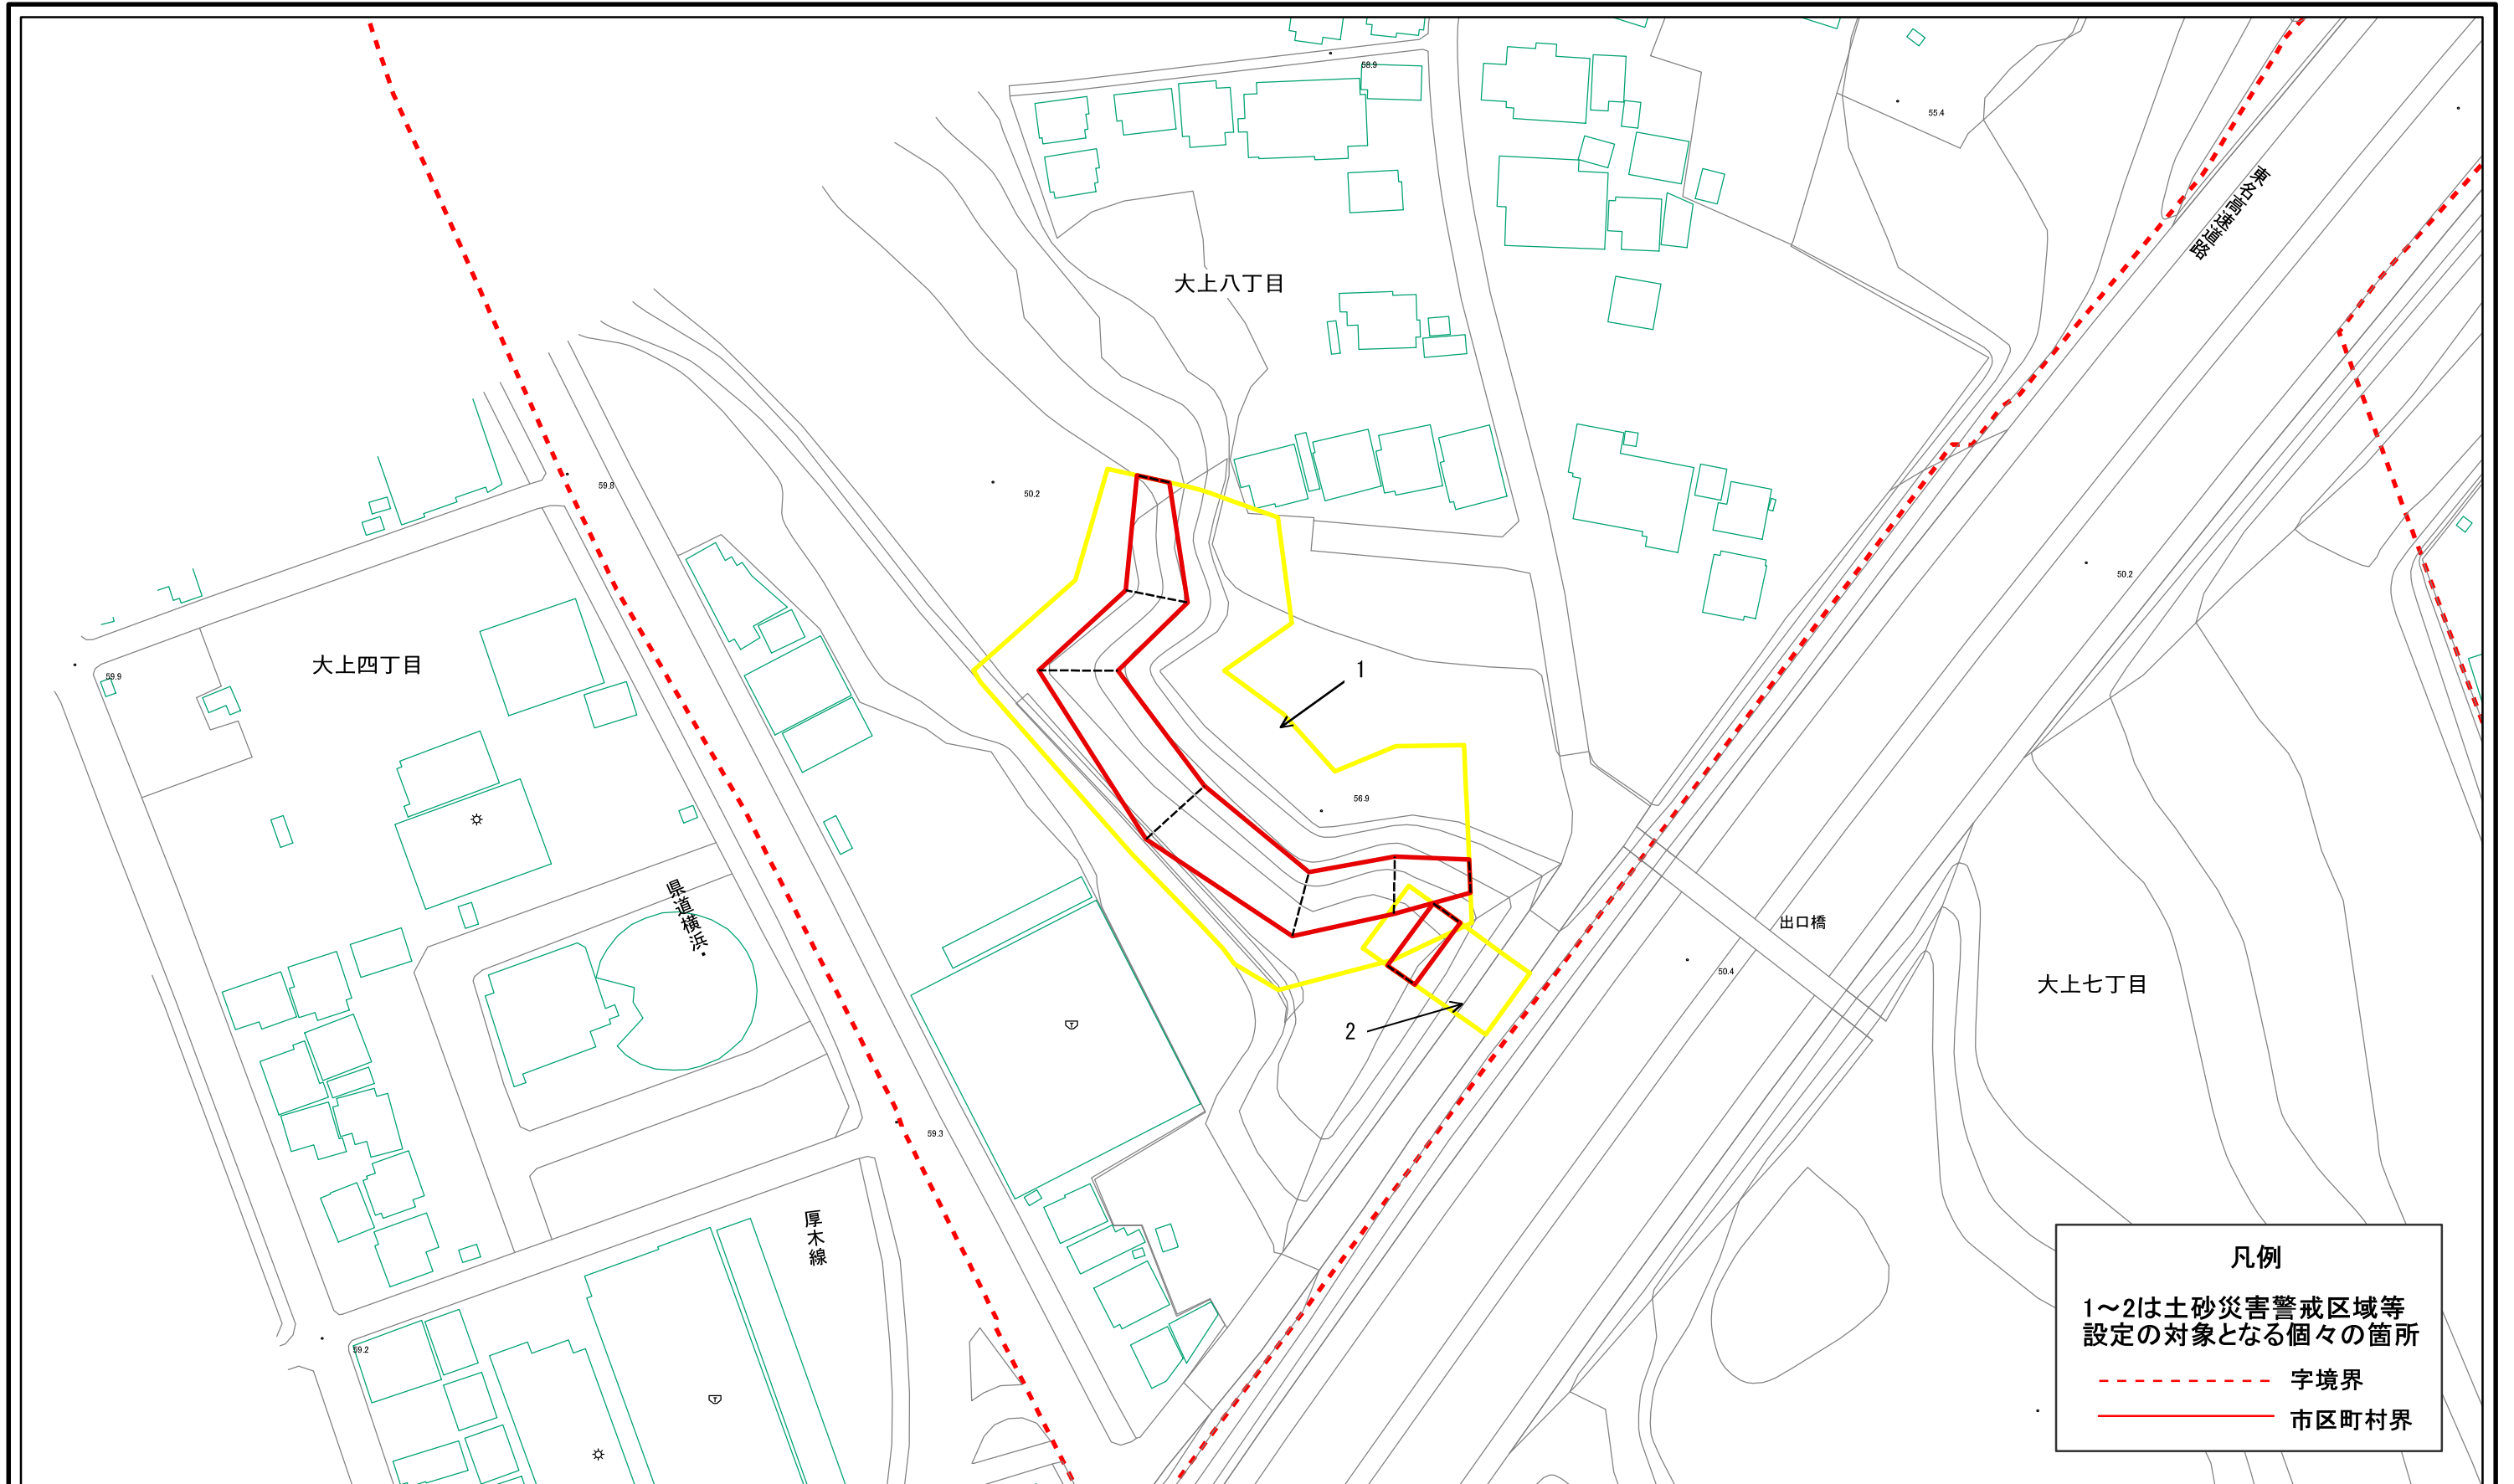 58.9
55.4
東名高速道路
大上八丁目
59.8
50.2
50.2
大上四丁目
59.9
1
56.9
県道横浜
出口橋
50.4
大上七丁目
2
59.3
厚木線
59.2
凡例
1～2は土砂災害警戒区域等
設定の対象となる個々の箇所
字境界
市区町村界